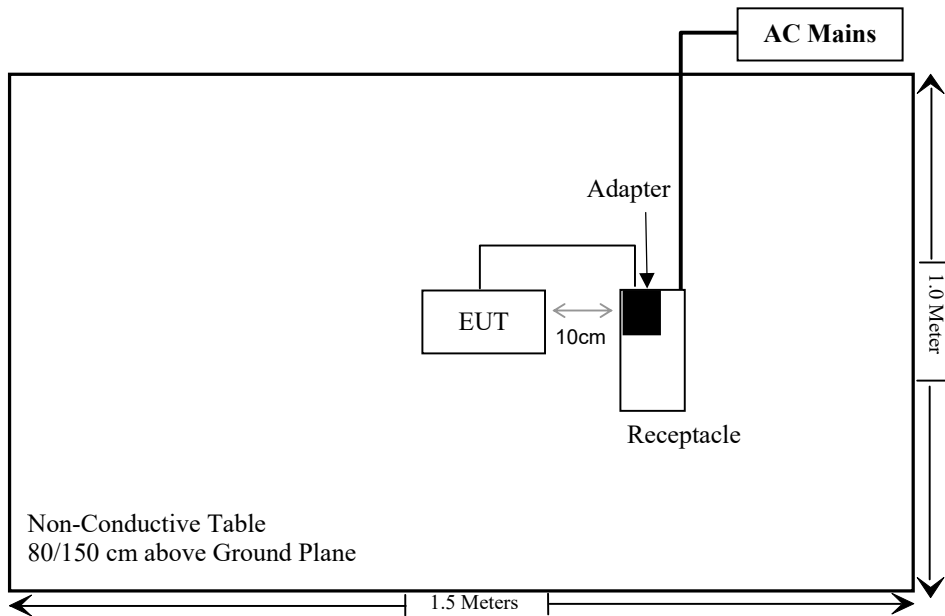 AC Mains
Adapter
EUT
10cm
1.0 Meter
Receptacle
Non-Conductive Table
80/150 cm above Ground Plane
1.5 Meters